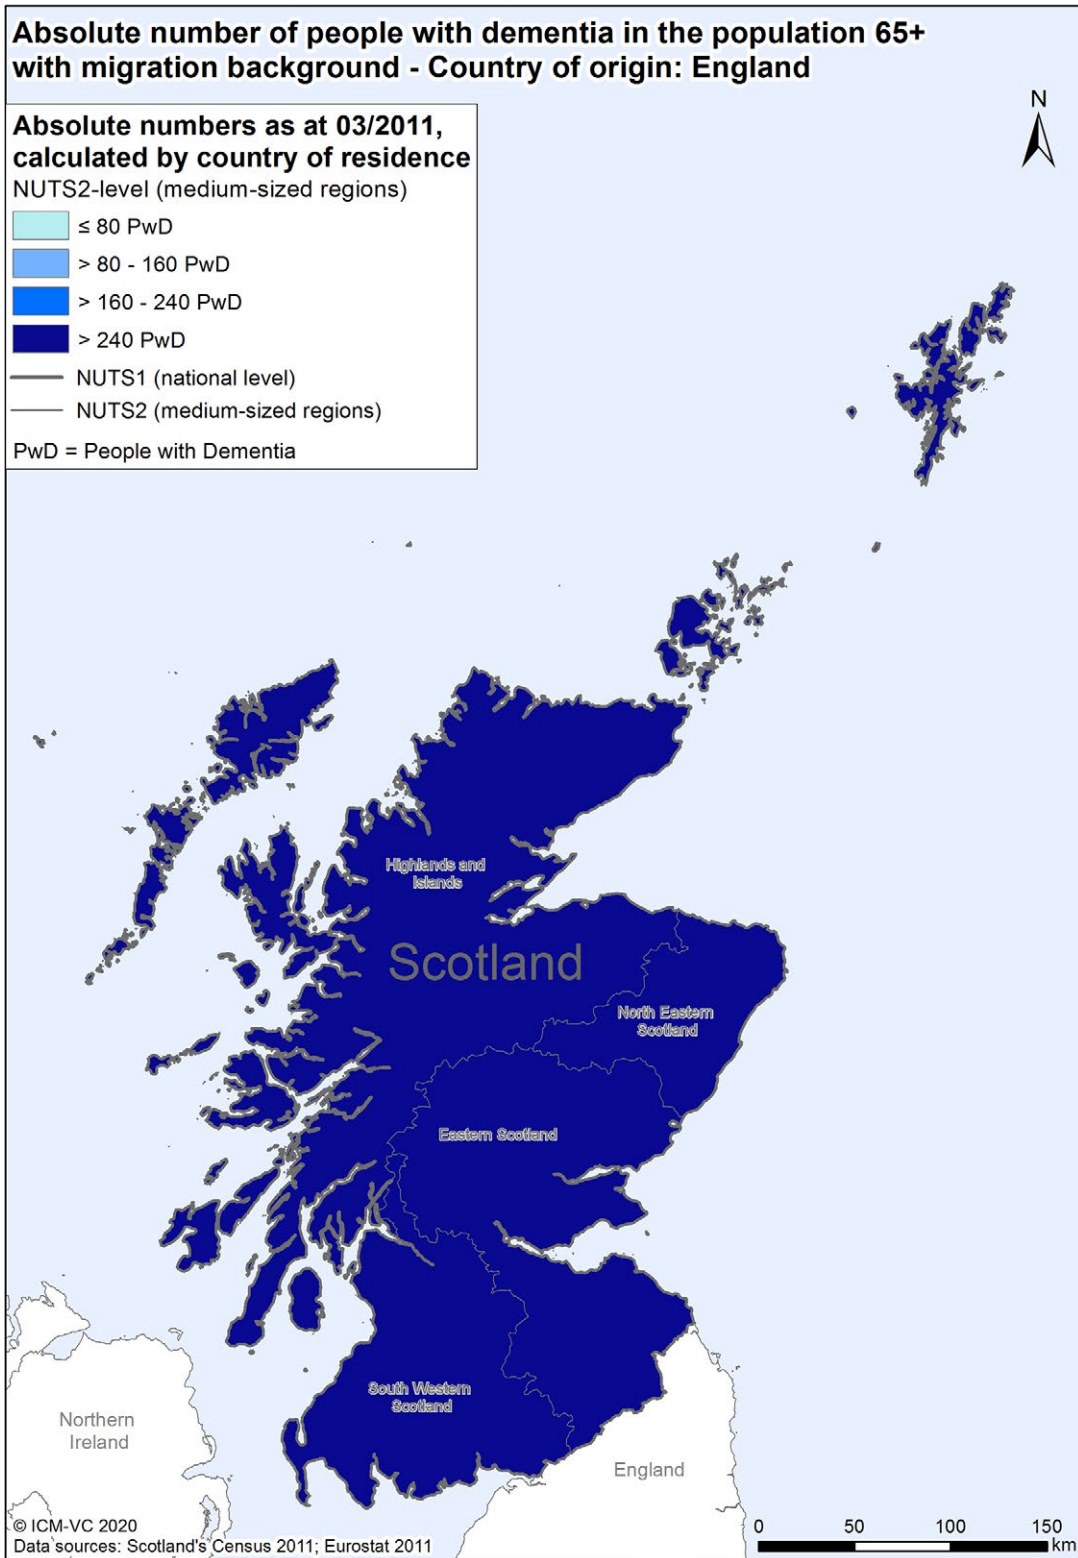 Absolute number of people with dementia in the population 65+
with migration background - Country of origin: England
N
Absolute numbers as at 03/2011,
calculated by country of residence
NUTS2-level (medium-sized regions)
≤ 80 PwD
> 80 - 160 PwD
> 160 - 240 PwD
> 240 PwD
NUTS1 (national level)
NUTS2 (medium-sized regions)
PwD = People with Dementia
Highlands and
Islands
Scotland
North Eastern
Scotland
Eastern Scotland
South Western
Scotland
Northern
Ireland
England
© ICM-VC 2020
Data sources: Scotland's Census 2011; Eurostat 2011
0 50 100 150
km